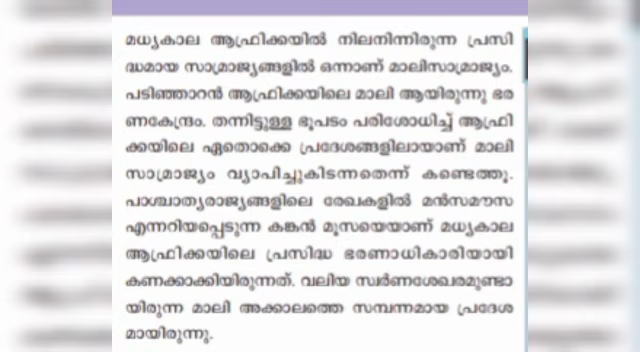 മധ്യകാല ആഫ്രിക്കയിൽ നിലനിന്നിരുന്ന പ്രസി
ദ്ധമായ സാമ്രാജ്യങ്ങളിൽ ഒന്നാണ് മാലിസാമ്രാജ്യം.
പടിഞ്ഞാറൻ ആഫ്രിക്കയിലെ മാലി ആയിരുന്നു ഭര
ണകേന്ദ്രം. തന്നിട്ടുള്ള ഭൂപടം പരിശോധിച്ച് ആഫ്രി
ക്കയിലെ ഏതൊക്കെ പ്രദേശങ്ങളിലായാണ് മാലി
സാമ്രാജ്യം വ്യാപിച്ചുകിടന്നതെന്ന് കണ്ടെത്തൂ.
പാശ്ചാത്യരാജ്യങ്ങളിലെ രേഖകളിൽ മൻസമൗസ
എന്നറിയപ്പെടുന്ന കങ്കൻ മൂസയെയാണ് മധ്യകാല
ആഫ്രിക്കയിലെ പ്രസിദ്ധ ഭരണാധികാരിയായി
കണക്കാക്കിയിരുന്നത്. വലിയ സ്വർണശേഖരമുണ്ടാ
യിരുന്ന മാലി അക്കാലത്തെ സമ്പന്നമായ പ്രദേശ
മായിരുന്നു.